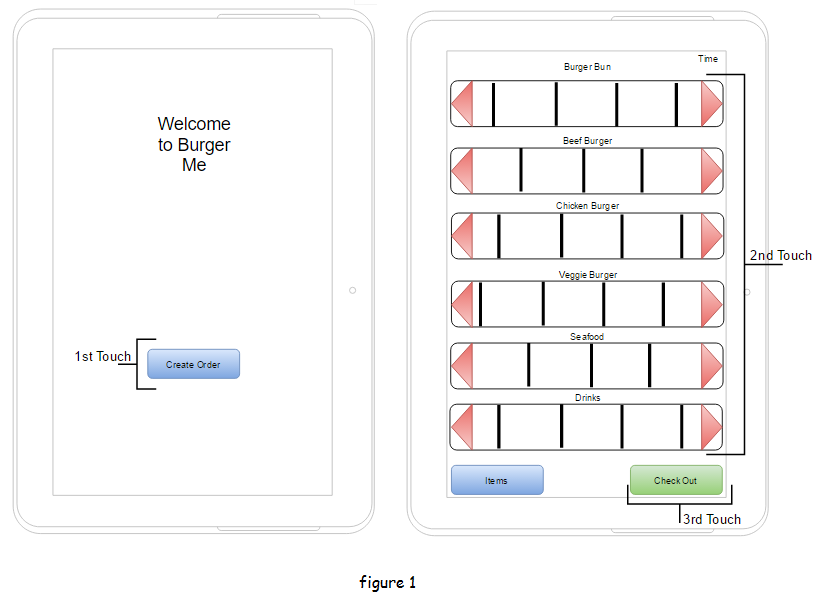 Welcome
to Burger
Me
1st Touch
Create Order
Time
Burger Bun
Beef Burger
Chicken Burger
Veggie Burger
Seafood
Drinks
2nd Touch
Items
Check Out
3rd Touch
figure 1